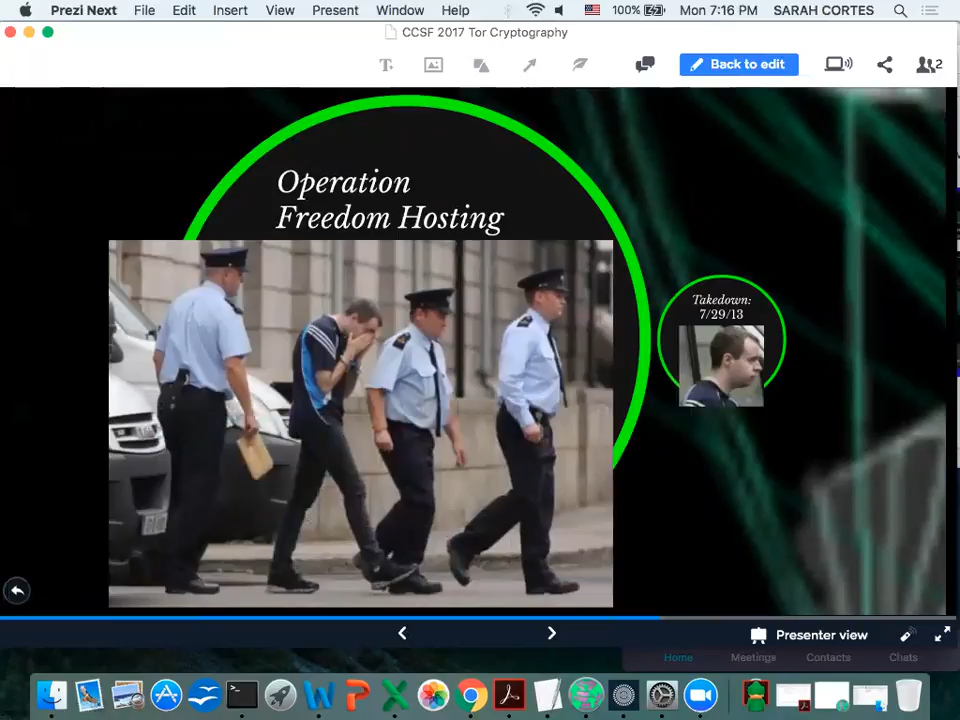 Prezi Next File Edit Insert View Present Window Help 100% Mon 7:16 PM SARAH CORTES
CCSF 2017 Tor Cryptography
Back to edit
2
Operation
Freedom Hosting
Takedown:
7/29/13
Presenter view
Home Meetings Contacts Chats